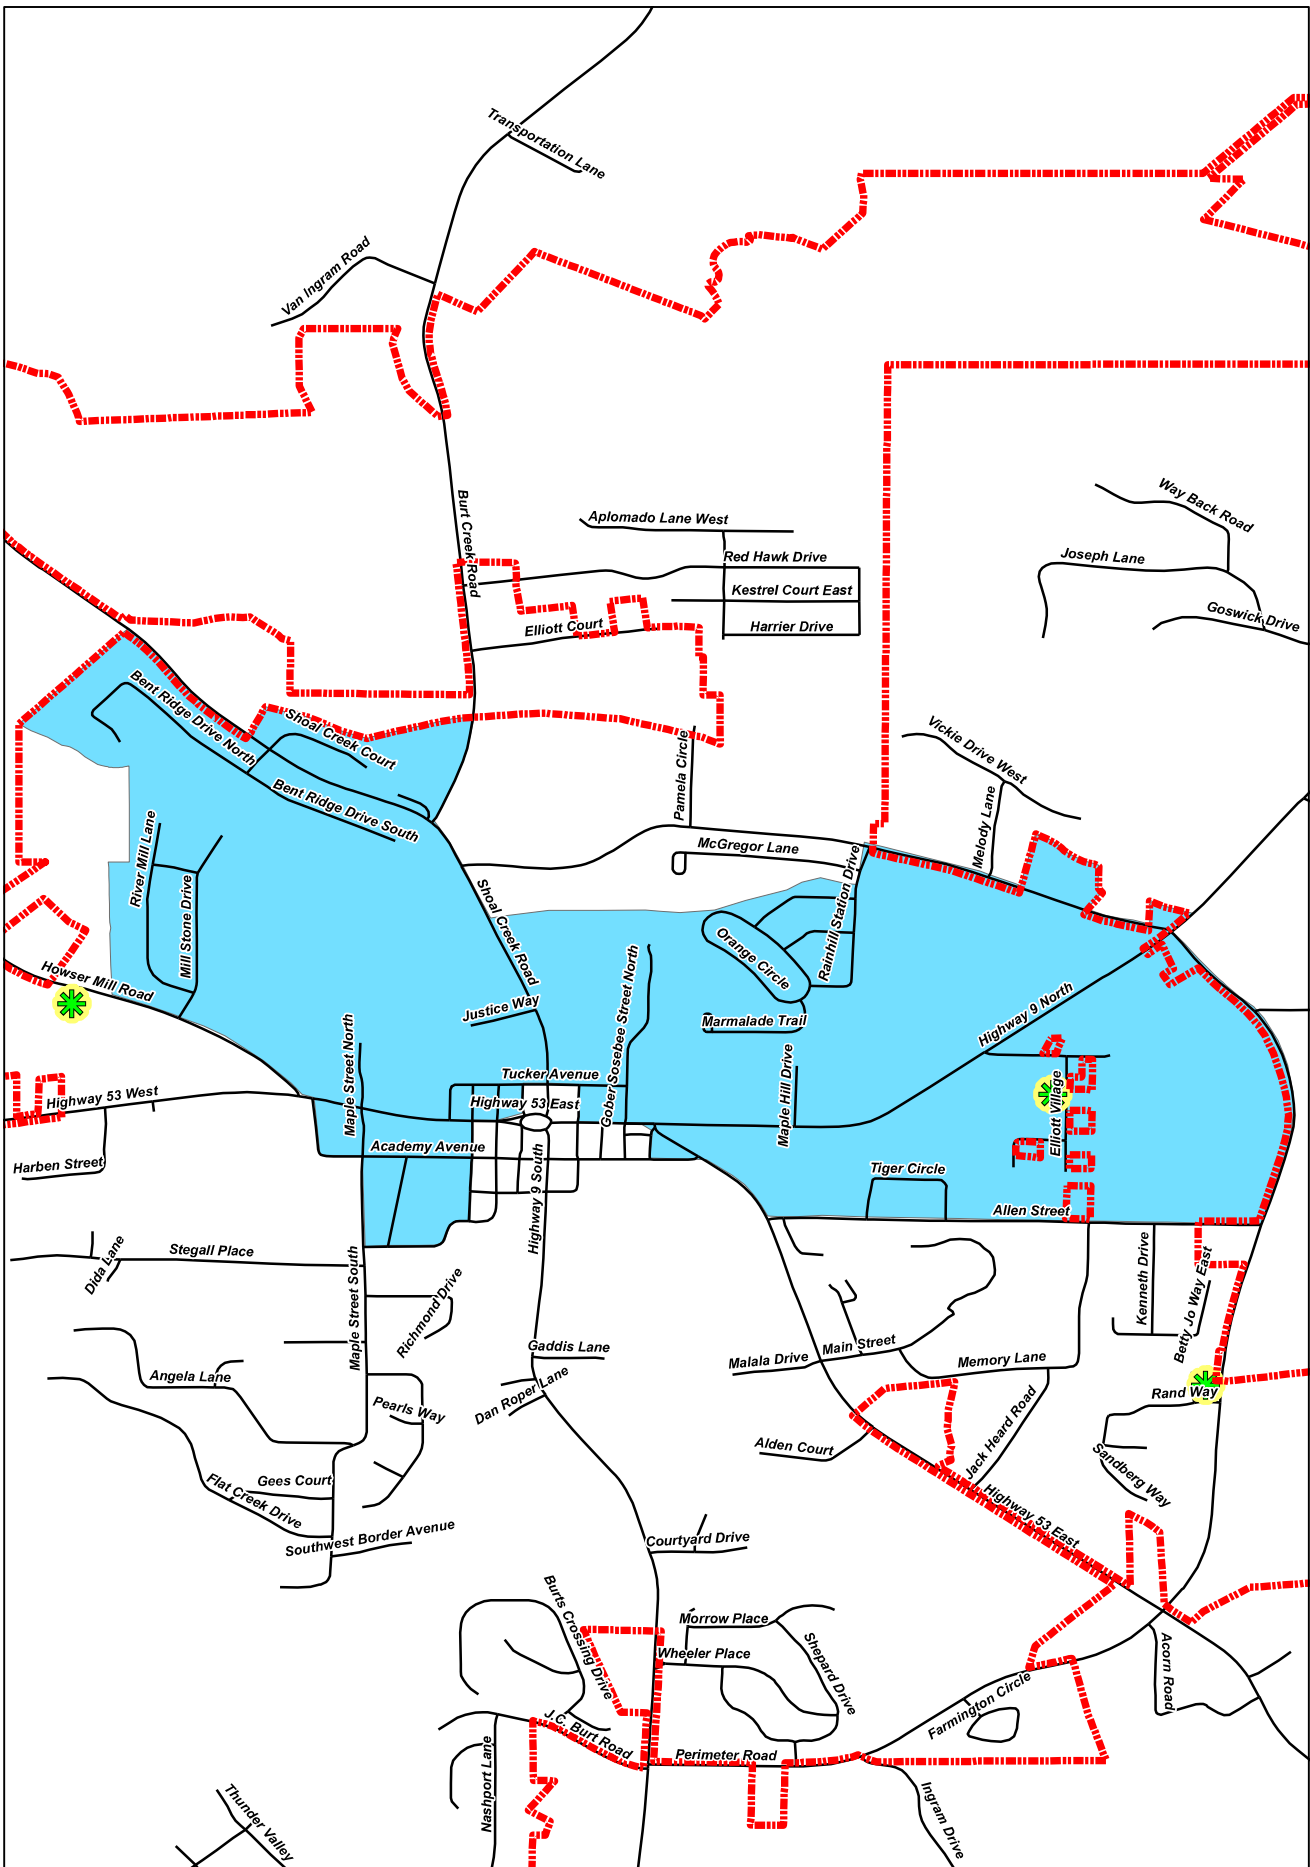 Transportation Lane
Van Ingram Road
Burt Creek Road
Way Back Road
Aplomado Lane West
Red Hawk Drive
Joseph Lane
Kestrel Court East
Goswick Drive
Elliott Court
Harrier Drive
Bent Ridge Drive North
Shoal Creek Court
Vickie Drive West
Pamela Circle
Bent Ridge Drive South
Melody Lane
River Mill Lane
McGregor Lane
Rainhill Station Drive
Mill Stone Drive
Shoal Creek Road
Orange Circle
Howser Mill Road
Gober Sosebee Street North
Justice Way
Marmalade Trail
Highway 9 North
Maple Street North
Maple Hill Drive
Tucker Avenue
Highway 53 West
Highway 53 East
Elliott Village
Academy Avenue
Harben Street
Tiger Circle
Highway 9 South
Allen Street
Dida Lane
Stegall Place
Kenneth Drive
Betty Jo Way East
Maple Street South
Richmond Drive
Gaddis Lane
Main Street
Malala Drive
Memory Lane
Angela Lane
Dan Roper Lane
Rand Way
Pearls Way
Jack Heard Road
Alden Court
Sandberg Way
Gees Court
Flat Creek Drive
Highway 53 East
Southwest Border Avenue
Courtyard Drive
Burts Crossing Drive
Morrow Place
Wheeler Place
Shepard Drive
Acorn Road
Farmington Circle
J.C. Burt Road
Perimeter Road
Nashport Lane
Ingram Drive
Thunder Valley